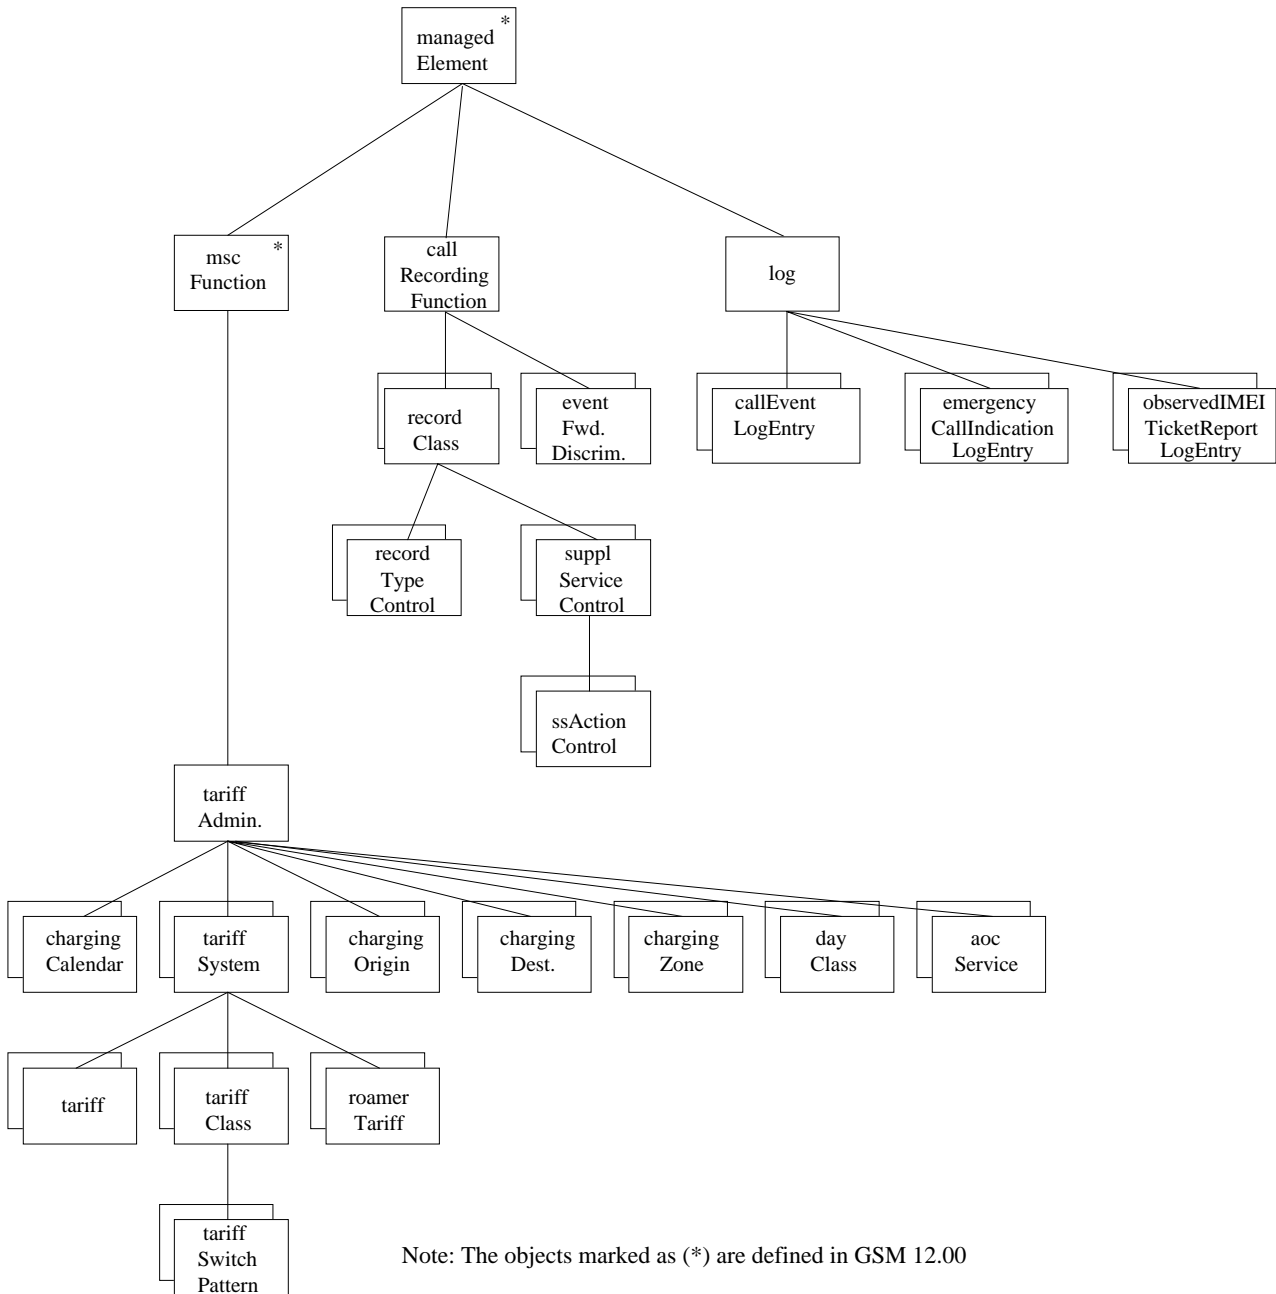 *
managed
Element
msc
*
Function
call
Recording
Function
log
record
Class
event
Fwd.
Discrim.
callEvent
LogEntry
emergency
CallIndication
LogEntry
observedIMEI
TicketReport
LogEntry
record
Type
Control
suppl
Service
Control
ssAction
Control
tariff
Admin.
charging
Calendar
tariff
System
charging
Origin
charging
Dest.
charging
Zone
day
Class
aoc
Service
tariff
tariff
Class
roamer
Tariff
tariff
Switch
Pattern
Note: The objects marked as (*) are defined in GSM 12.00